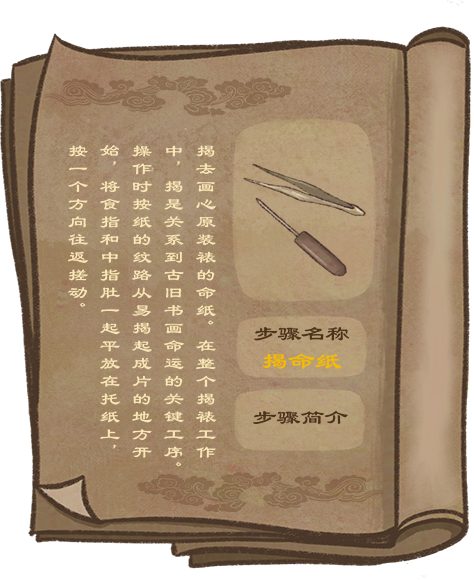 步骤名称
揭命纸
步骤简介
揭去画心原装裱的命纸。在整个揭裱工作
中，揭是关系到古旧书画命运的关键工序。
操作时按纸的纹路从易揭起成片的地方开
始，将食指和中指肚一起平放在托纸上，
按一个方向往返搓动。